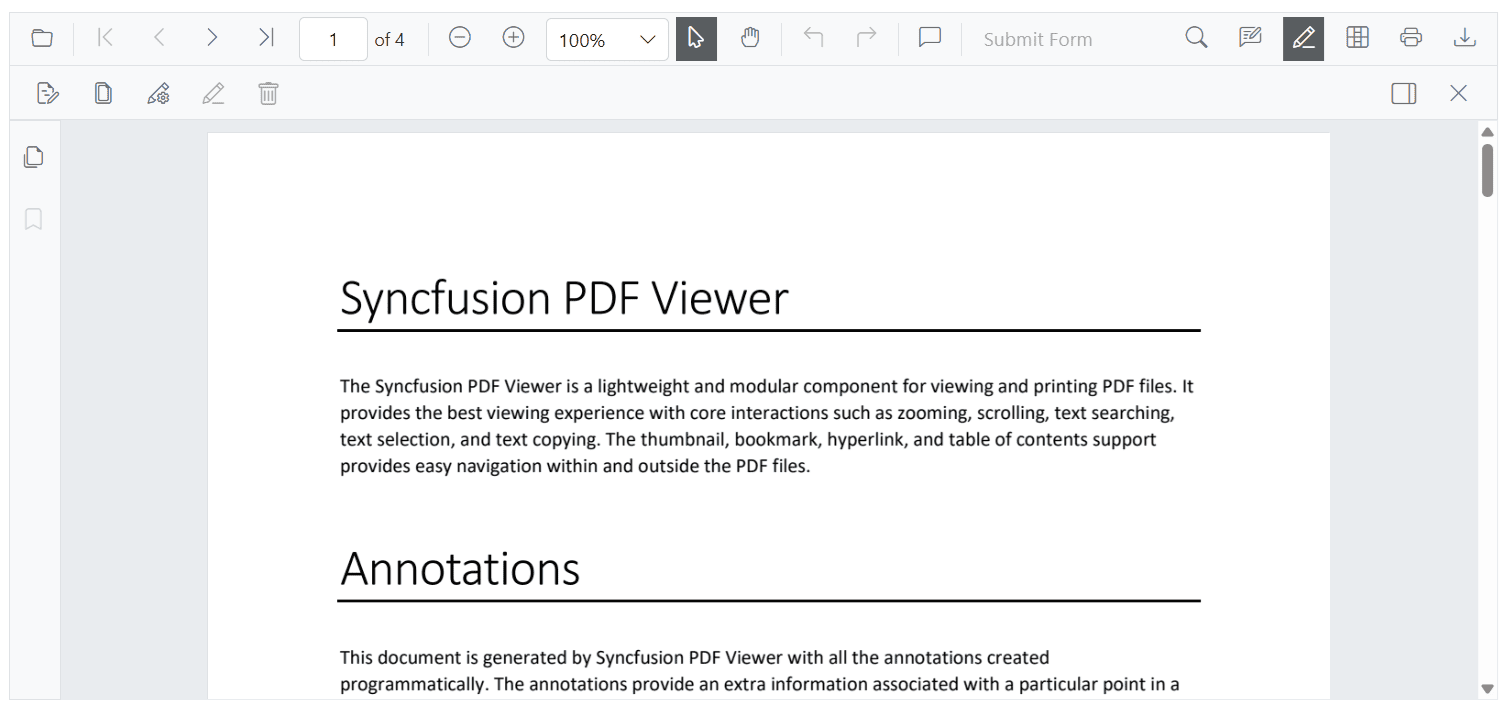 1 of 4 100% Submit Form
Syncfusion PDF Viewer
The Syncfusion PDF Viewer is a lightweight and modular component for viewing and printing PDF files. It
provides the best viewing experience with core interactions such as zooming, scrolling, text searching,
text selection, and text copying. The thumbnail, bookmark, hyperlink, and table of contents support
provides easy navigation within and outside the PDF files.
Annotations
This document is generated by Syncfusion PDF Viewer with all the annotations created
programmatically. The annotations provide an extra information associated with a particular point in a